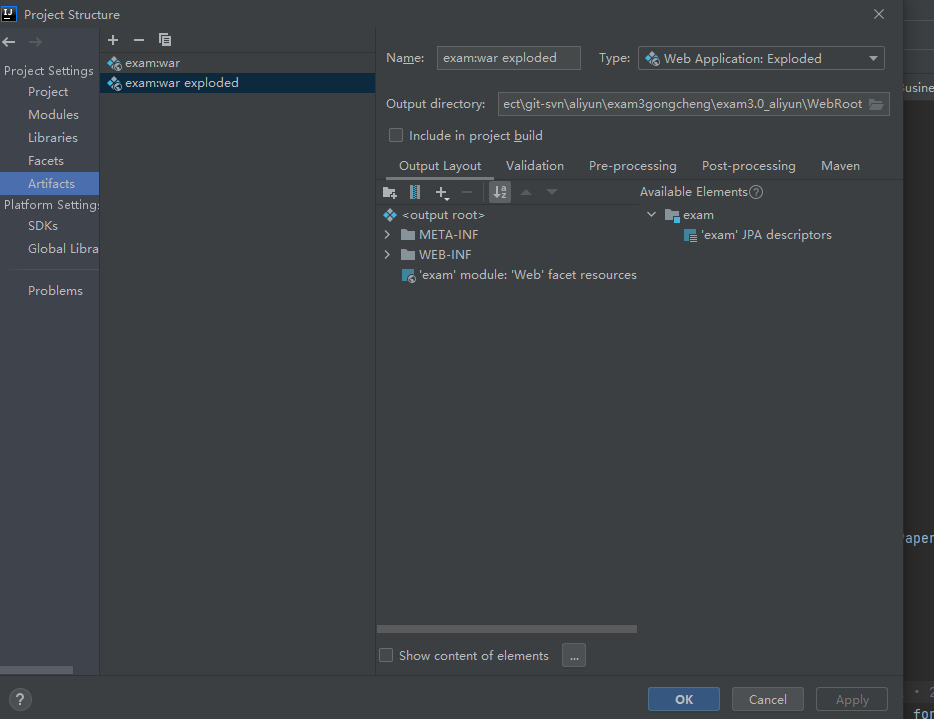 Project Structure
Project Settings
Project
Modules
Libraries
Facets
Artifacts
Platform Settings
SDKs
Global Libra
Problems
exam:war
exam:war exploded
Name: exam:war exploded Type: Web Application: Exploded
Output directory: ect\git-svn\aliyun\exam3gongcheng\exam3.0_aliyun\WebRoot
Include in project build
Output Layout Validation Pre-processing Post-processing Maven
Available Elements
<output root>
META-INF
WEB-INF
'exam' module: 'Web' facet resources
exam
'exam' JPA descriptors
Show content of elements ...
? OK Cancel Apply
usine
Paper
for